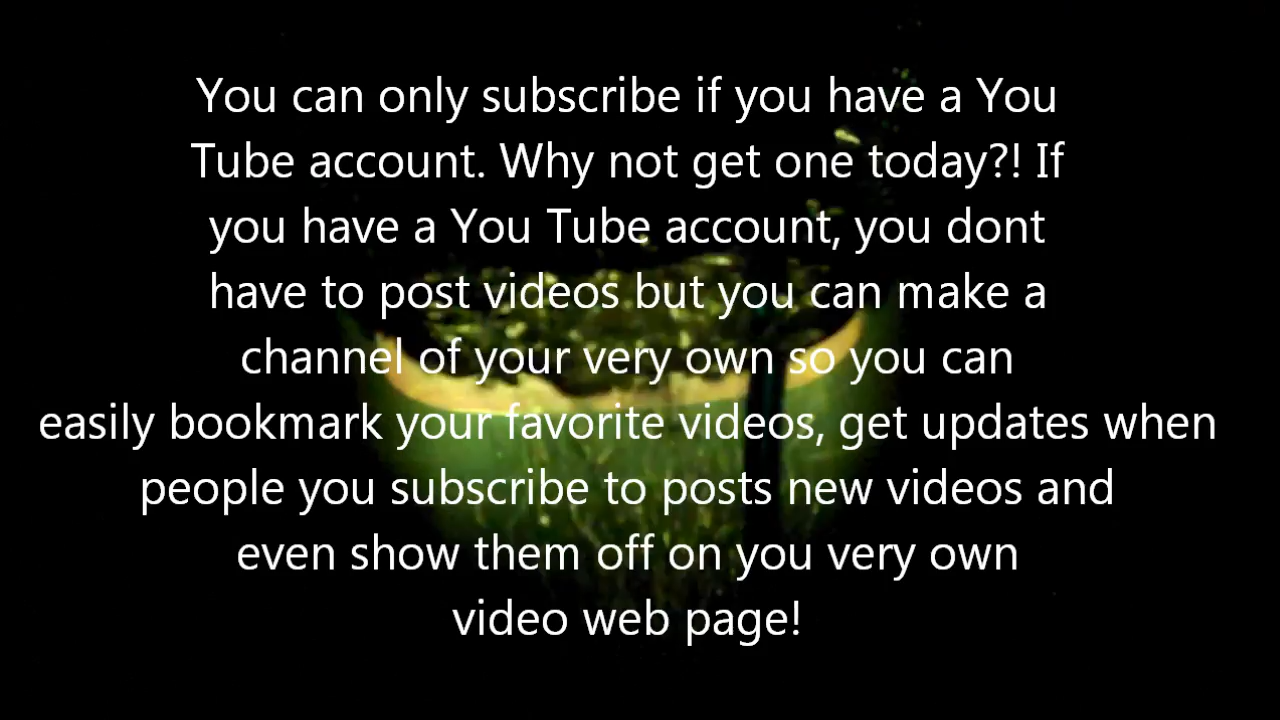 You can only subscribe if you have a You
Tube account. Why not get one today?! If
you have a You Tube account, you dont
have to post videos but you can make a
channel of your very own so you can
easily bookmark your favorite videos, get updates when
people you subscribe to posts new videos and
even show them off on you very own
video web page!